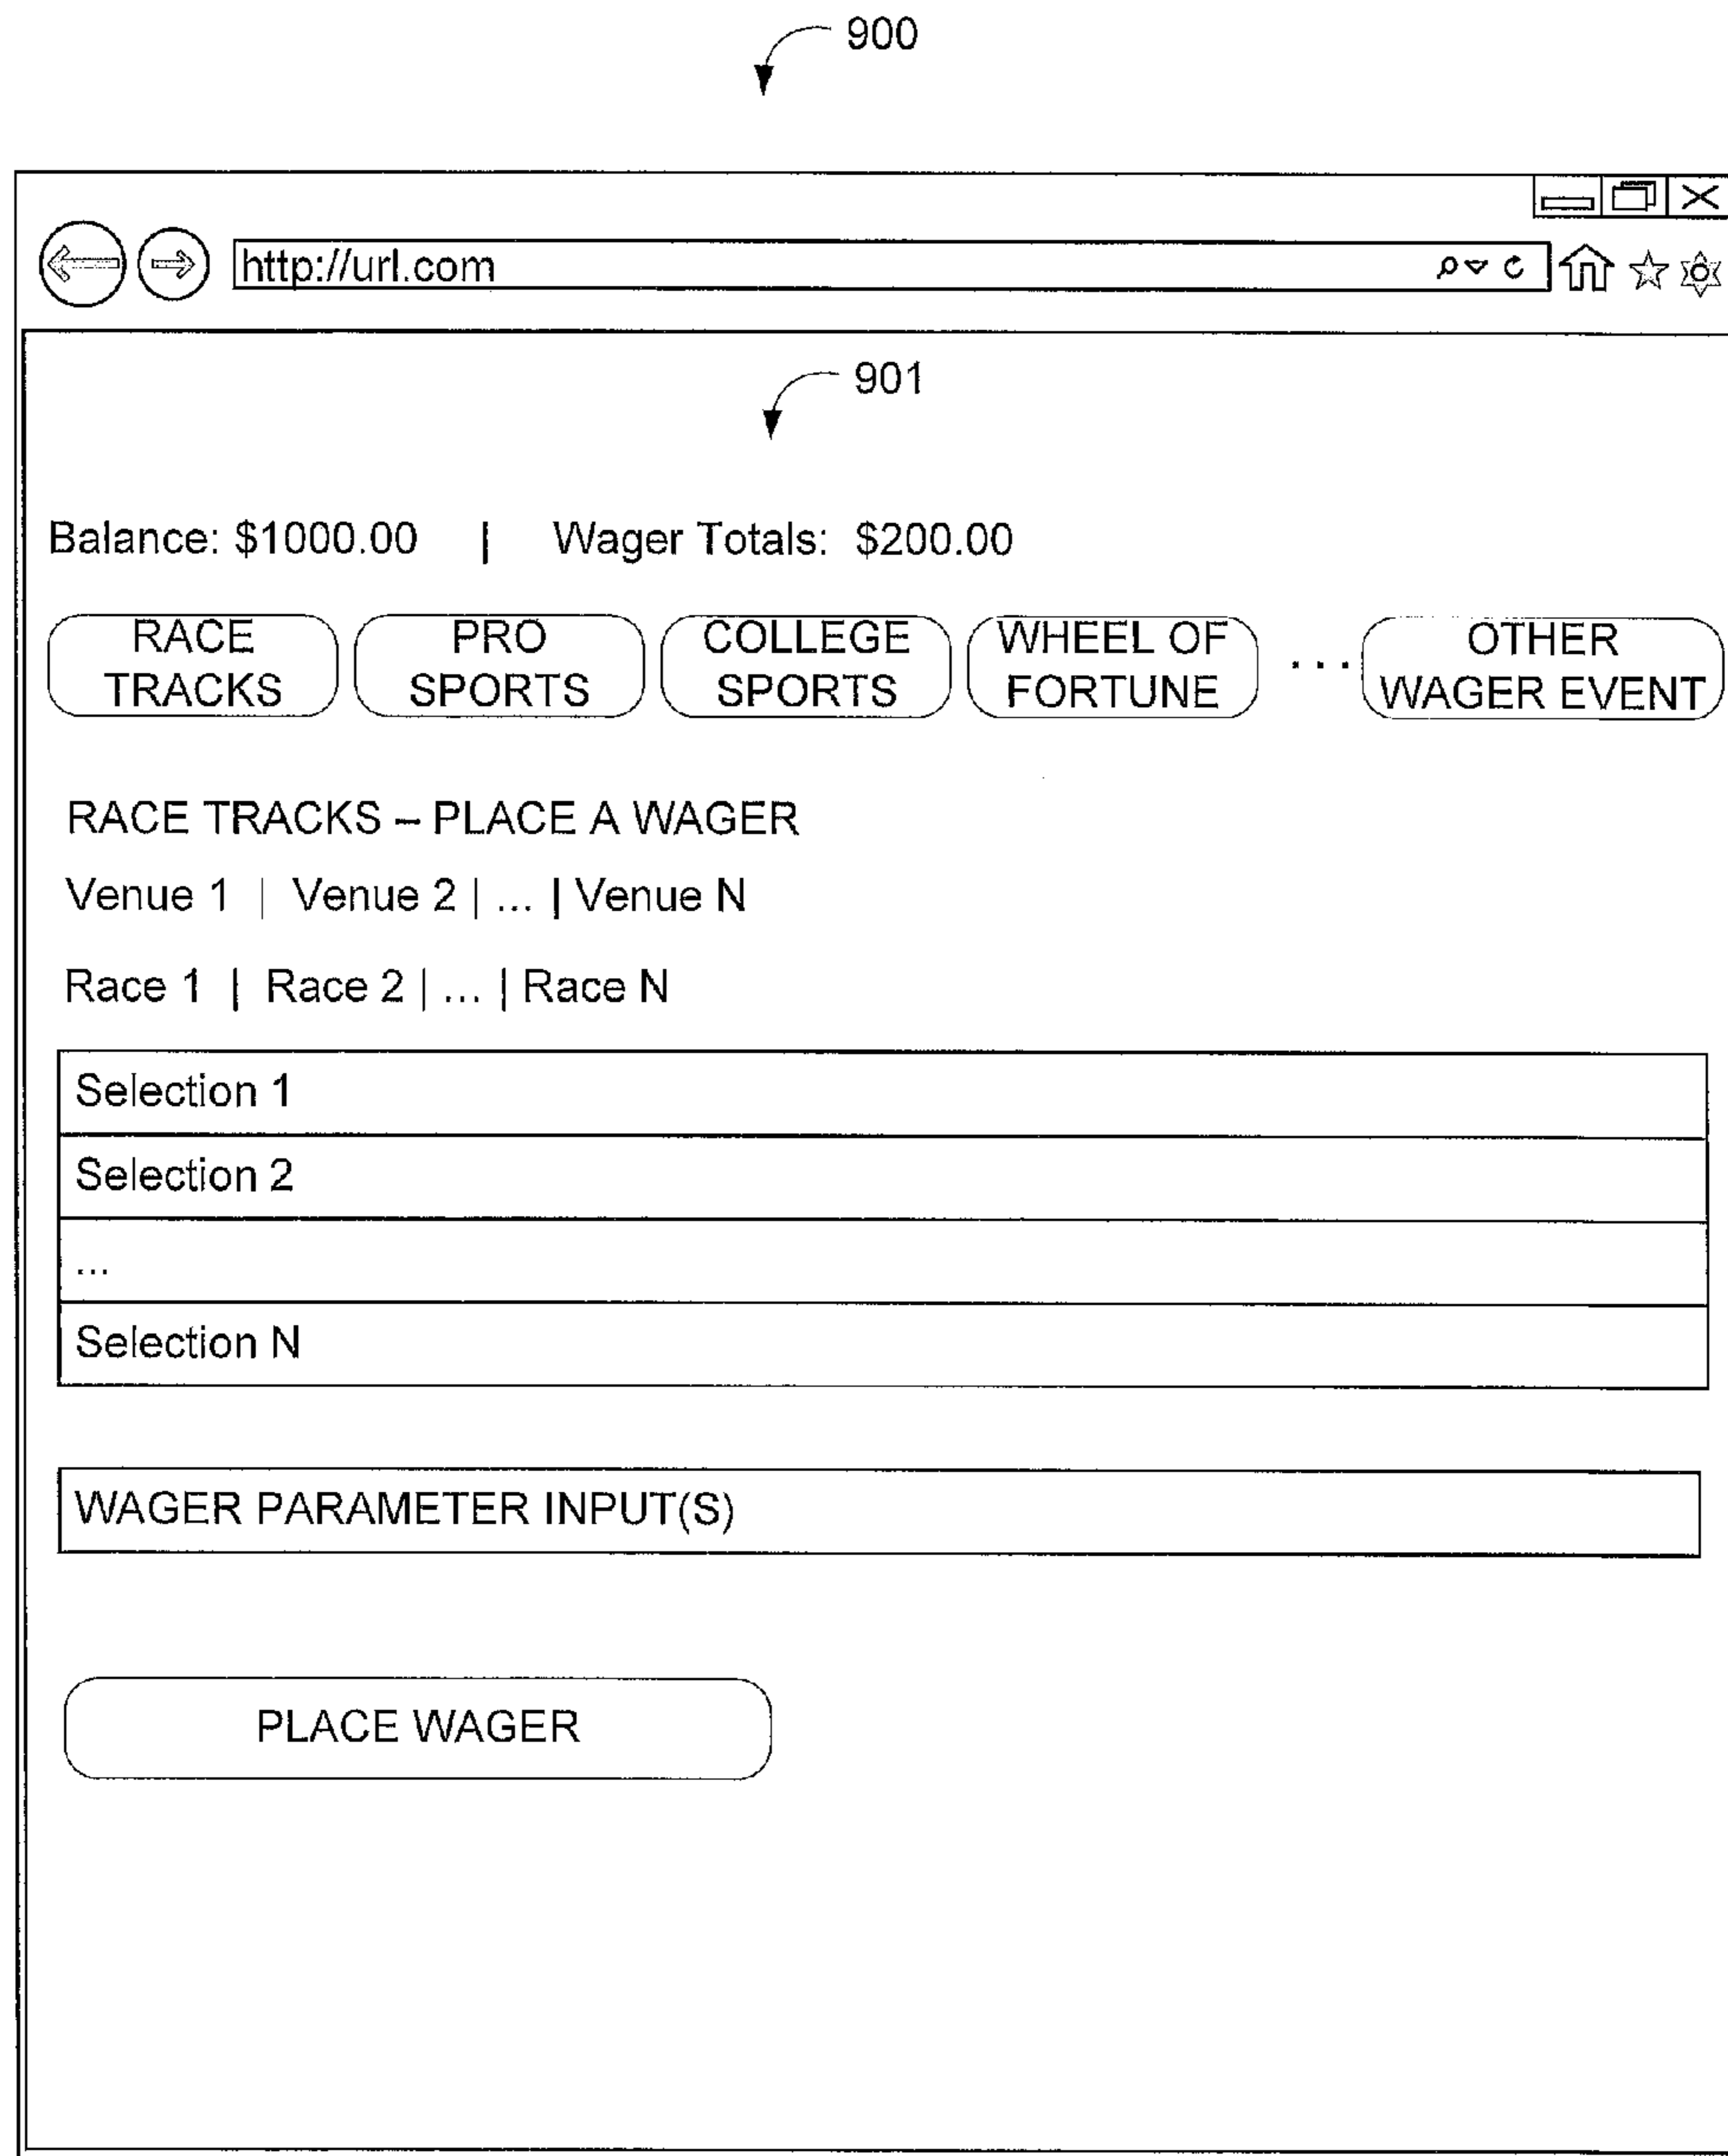 900
http://url.com
901
Balance: $1000.00 | Wager Totals: $200.00
RACE TRACKS
PRO SPORTS
COLLEGE SPORTS
WHEEL OF FORTUNE
...
OTHER WAGER EVENT
RACE TRACKS – PLACE A WAGER
Venue 1 | Venue 2 | ... | Venue N
Race 1 | Race 2 | ... | Race N
Selection 1
Selection 2
...
Selection N
WAGER PARAMETER INPUT(S)
PLACE WAGER